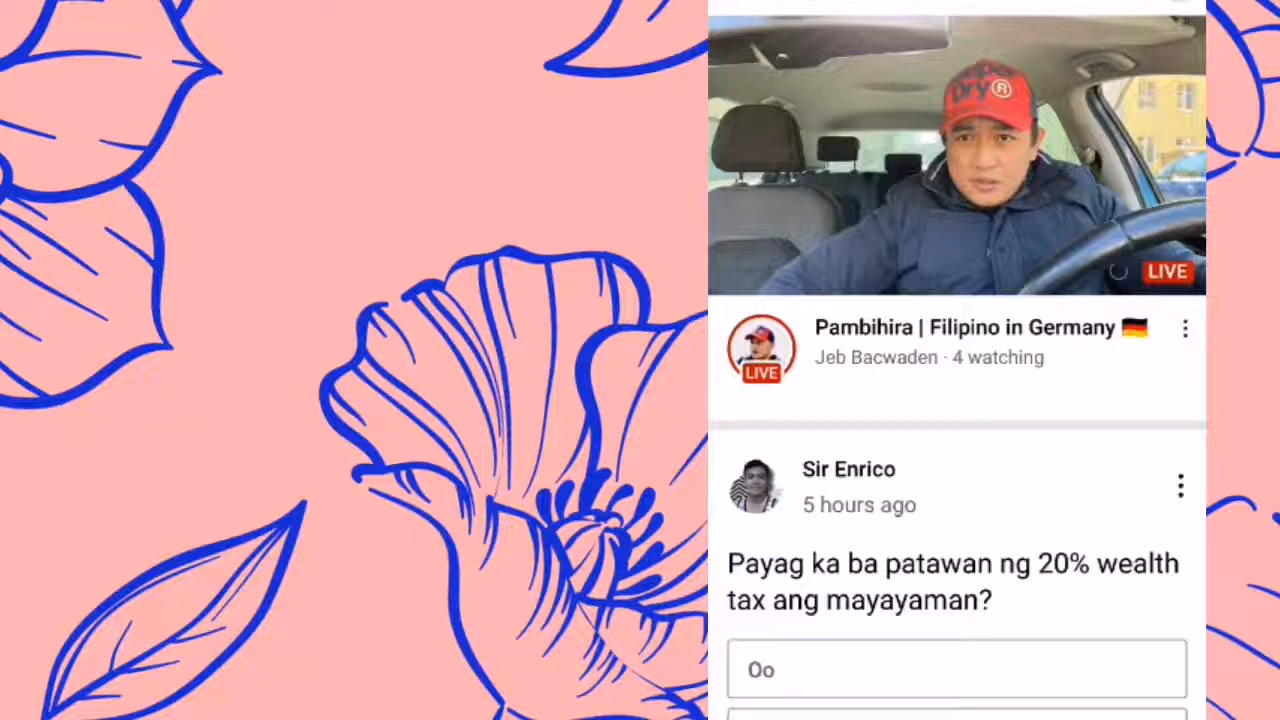 Dry®
LIVE
Pambihira | Filipino in Germany 🇩🇪
Jeb Bacwaden · 4 watching
LIVE
Sir Enrico
5 hours ago
Payag ka ba patawan ng 20% wealth
tax ang mayayaman?
Oo